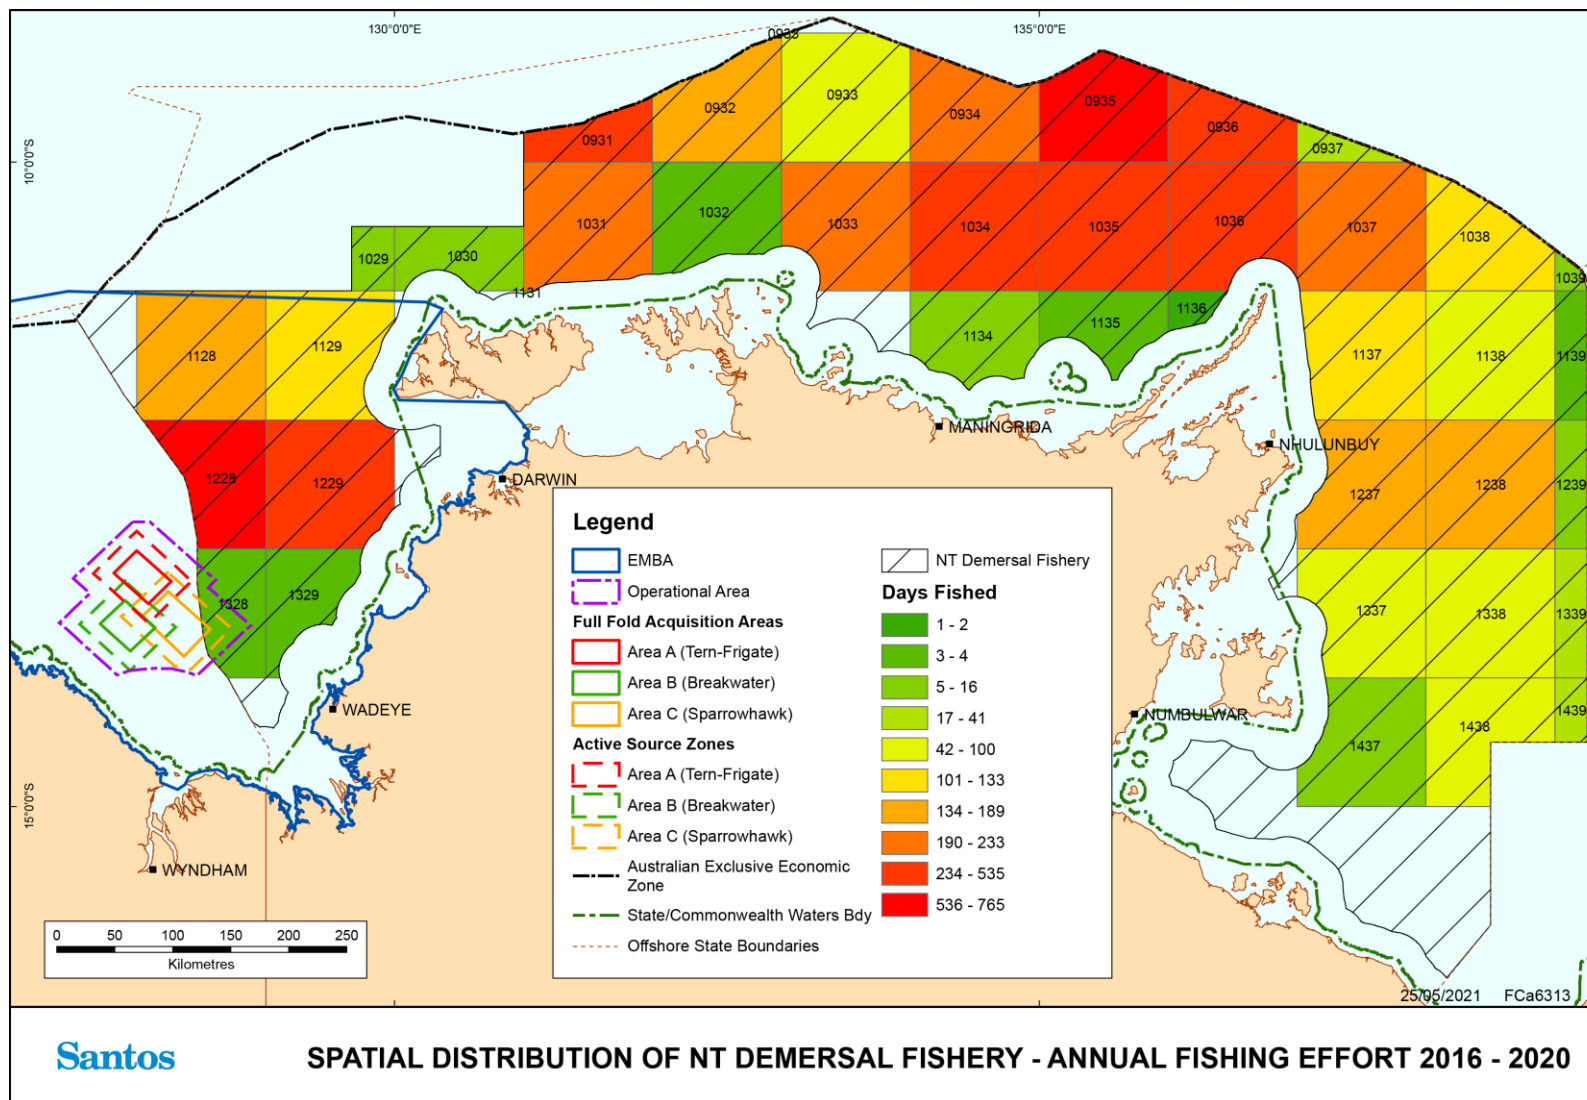 130°0'0"E
135°0'0"E
10°0'0"S
15°0'0"S
0933
0931
0932
0933
0934
0935
0936
0937
1031
1032
1033
1034
1035
1036
1037
1038
1039
1029
1030
1131
1128
1129
1134
1135
1136
1137
1138
1139
1228
1229
1237
1238
1239
1328
1329
1337
1338
1339
1437
1438
1439
MANINGRIDA
NHULUNBUY
DARWIN
WADEYE
NUMBULWAR
WYNDHAM
Legend
EMBA
Operational Area
Full Fold Acquisition Areas
Area A (Tern-Frigate)
Area B (Breakwater)
Area C (Sparrowhawk)
Active Source Zones
Area A (Tern-Frigate)
Area B (Breakwater)
Area C (Sparrowhawk)
Australian Exclusive Economic
Zone
State/Commonwealth Waters Bdy
Offshore State Boundaries
NT Demersal Fishery
Days Fished
1 - 2
3 - 4
5 - 16
17 - 41
42 - 100
101 - 133
134 - 189
190 - 233
234 - 535
536 - 765
0 50 100 150 200 250
Kilometres
25/05/2021 FCa6313
Santos
SPATIAL DISTRIBUTION OF NT DEMERSAL FISHERY - ANNUAL FISHING EFFORT 2016 - 2020